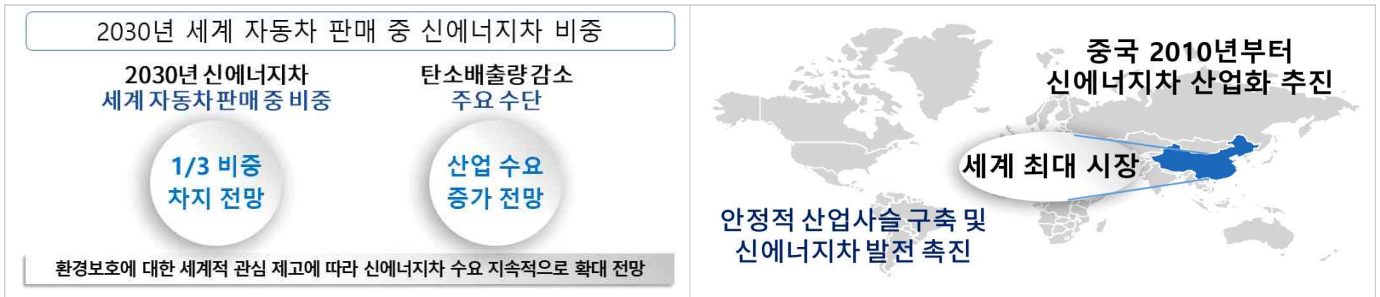 2030년 세계 자동차 판매 중 신에너지차 비중
2030년 신에너지차
세계 자동차 판매 중 비중
1/3 비중
차지 전망
탄소배출량 감소
주요 수단
산업 수요
증가 전망
환경보호에 대한 세계적 관심 제고에 따라 신에너지차 수요 지속적으로 확대 전망
중국 2010년부터
신에너지차 산업화 추진
세계 최대 시장
안정적 산업사슬 구축 및
신에너지차 발전 촉진